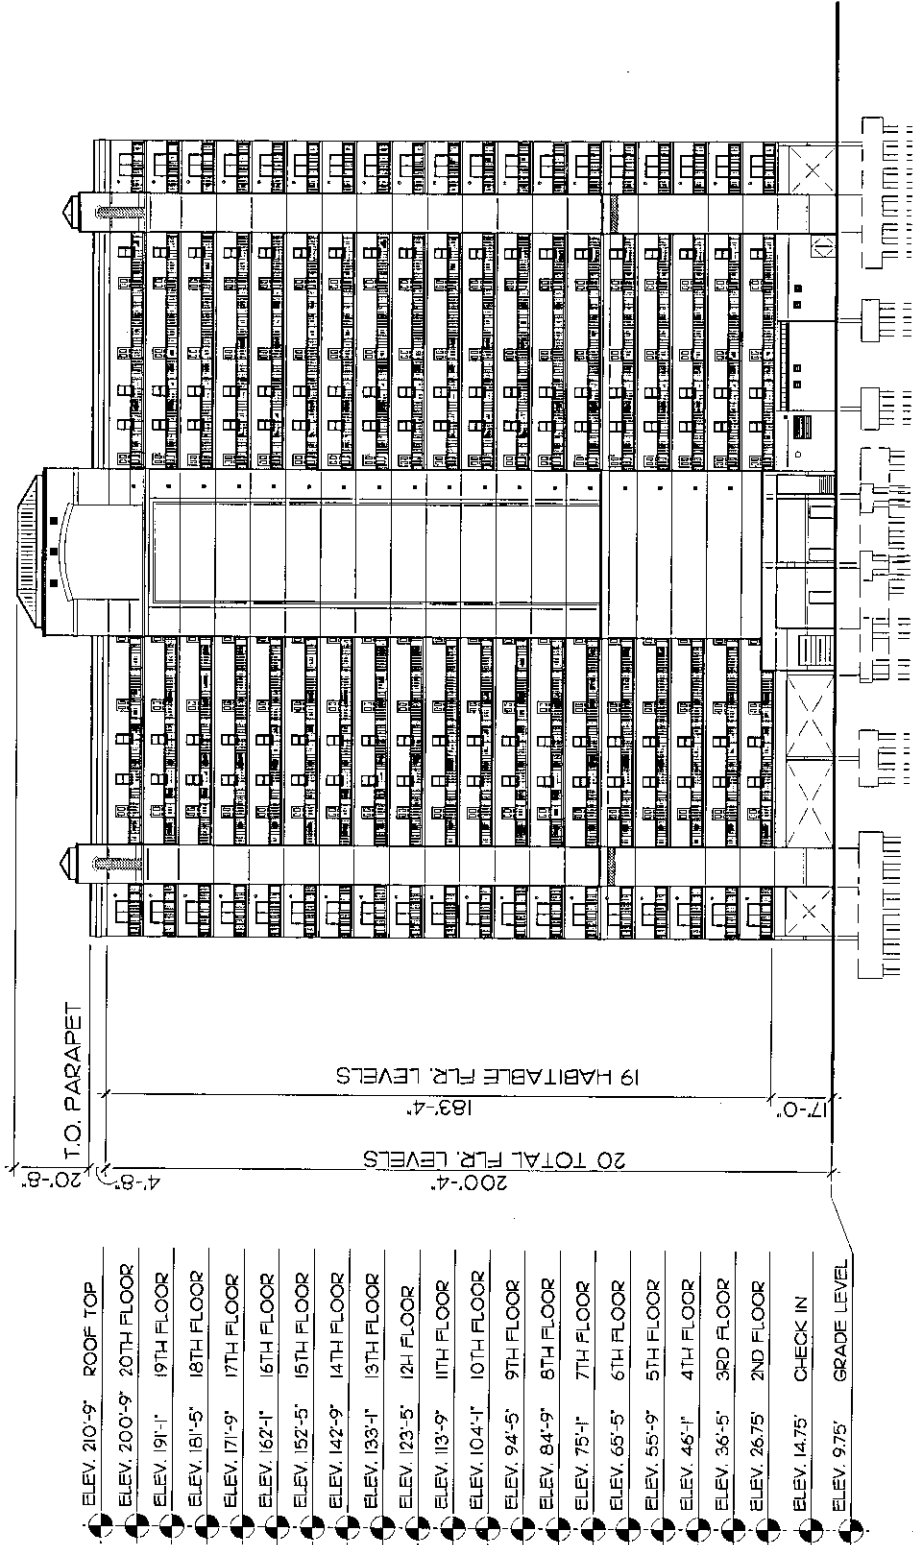 ELEV. 210'-9" ROOF TOP
ELEV. 200'-9" 20TH FLOOR
ELEV. 191'-1" 19TH FLOOR
ELEV. 181'-5" 18TH FLOOR
ELEV. 171'-9" 17TH FLOOR
ELEV. 162'-1" 16TH FLOOR
ELEV. 152'-5" 15TH FLOOR
ELEV. 142'-9" 14TH FLOOR
ELEV. 133'-1" 13TH FLOOR
ELEV. 123'-5" 12H FLOOR
ELEV. 113'-9" 11TH FLOOR
ELEV. 104'-1" 10TH FLOOR
ELEV. 94'-5" 9TH FLOOR
ELEV. 84'-9" 8TH FLOOR
ELEV. 75'-1" 7TH FLOOR
ELEV. 65'-5" 6TH FLOOR
ELEV. 55'-9" 5TH FLOOR
ELEV. 46'-1" 4TH FLOOR
ELEV. 36'-5" 3RD FLOOR
ELEV. 26.75' 2ND FLOOR
ELEV. 14.75' CHECK IN
ELEV. 9.75' GRADE LEVEL
20'-8"
4'-8"
T.O. PARAPET
200'-4"
20 TOTAL FLR. LEVELS
183'-4"
19 HABITABLE FLR. LEVELS
17'-0"